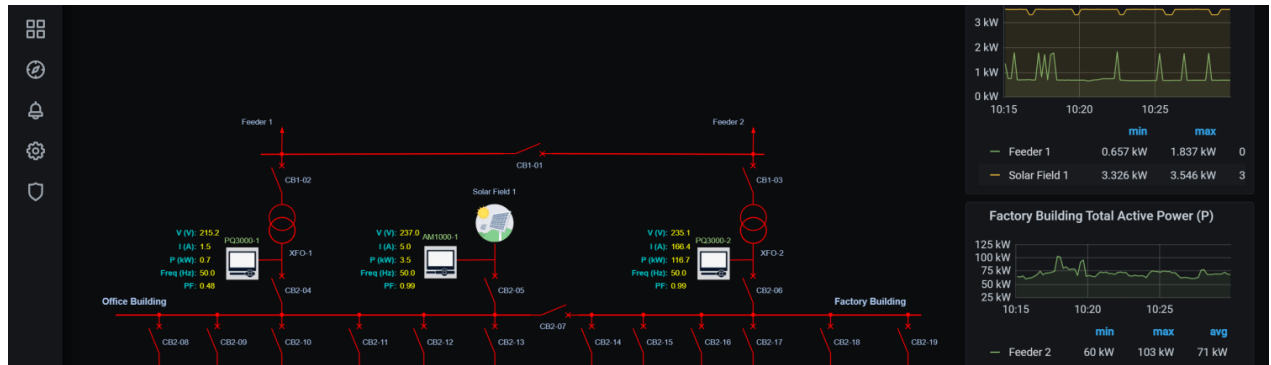 Feeder 1
Feeder 2
CB1-01
CB1-02
CB1-03
Solar Field 1
V (V): 215.2
I (A): 1.5
P (kW): 0.7
Freq (Hz): 50.0
PF: 0.48
PQ3000-1
XFO-1
V (V): 237.0
I (A): 5.0
P (kW): 3.5
Freq (Hz): 50.0
PF: 0.99
AM1000-1
V (V): 235.1
I (A): 166.4
P (kW): 116.7
Freq (Hz): 50.0
PF: 0.99
PQ3000-2
XFO-2
CB2-04
CB2-05
CB2-06
Office Building
Factory Building
CB2-07
CB2-08
CB2-09
CB2-10
CB2-11
CB2-12
CB2-13
CB2-14
CB2-15
CB2-16
CB2-17
CB2-18
CB2-19
3 kW
2 kW
1 kW
0 kW
10:15 10:20 10:25
min max
Feeder 1 0.657 kW 1.837 kW 0
Solar Field 1 3.326 kW 3.546 kW 3
Factory Building Total Active Power (P)
125 kW
100 kW
75 kW
50 kW
25 kW
10:15 10:20 10:25
min max avg
Feeder 2 60 kW 103 kW 71 kW